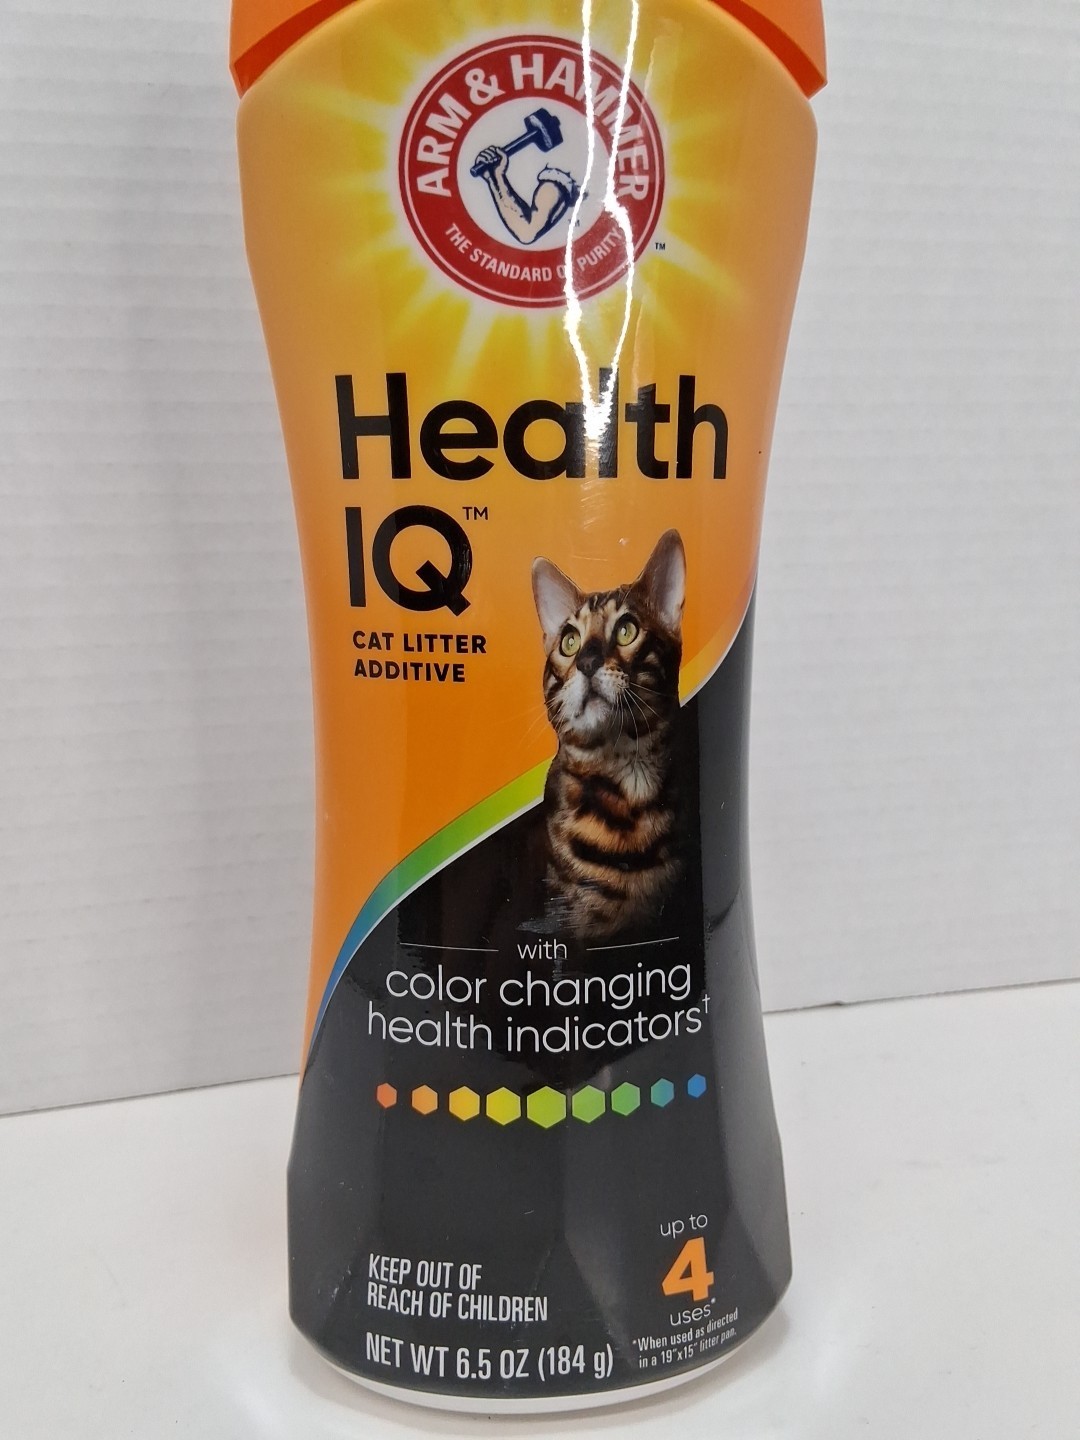 ARM & HAMMER
THE STANDARD OF PURITY
TM
TM
Health
IQ™
CAT LITTER
ADDITIVE
with
color changing
health indicators†
up to
4
uses*
*When used as directed
in a 19"x15" litter pan.
KEEP OUT OF
REACH OF CHILDREN
NET WT 6.5 OZ (184 g)